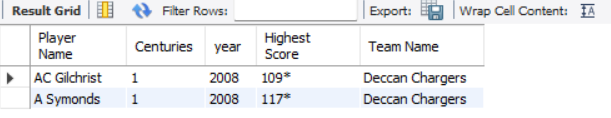 Result Grid Filter Rows: Export: Wrap Cell Content: IA
Player Name Centuries year Highest Score Team Name
AC Gilchrist 1 2008 109* Deccan Chargers
A Symonds 1 2008 117* Deccan Chargers